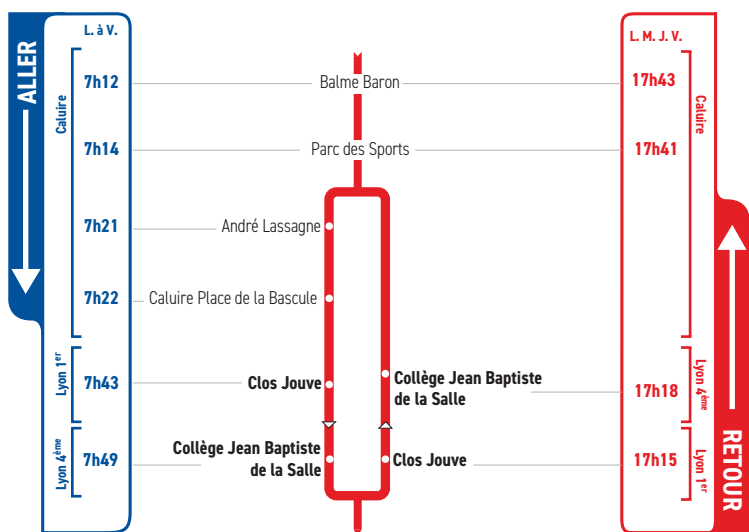 ALLER
L. à V.
Caluire
7h12
7h14
7h21
7h22
Lyon 1er
7h43
Lyon 4ème
7h49
Balme Baron
Parc des Sports
André Lassagne
Caluire Place de la Bascule
Clos Jouve
Collège Jean Baptiste
de la Salle
Collège Jean Baptiste
de la Salle
Clos Jouve
L. M. J. V.
17h43
17h41
Caluire
17h18
Lyon 4ème
17h15
Lyon 1er
RETOUR